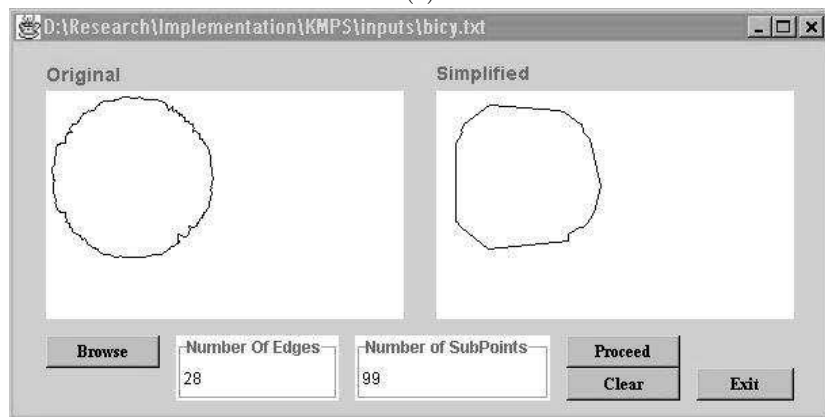 D:\Research\Implementation\KMPS\inputs\bicy.txt
Original
Simplified
Browse
Number Of Edges
28
Number of SubPoints
99
Proceed
Clear
Exit